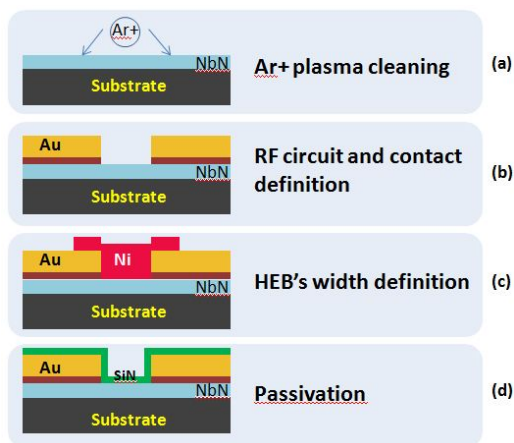 Ar+
NbN
Substrate
Ar+ plasma cleaning
(a)
Au
NbN
Substrate
RF circuit and contact
definition
(b)
Au
Ni
NbN
Substrate
HEB's width definition
(c)
Au
SiN
NbN
Substrate
Passivation
(d)